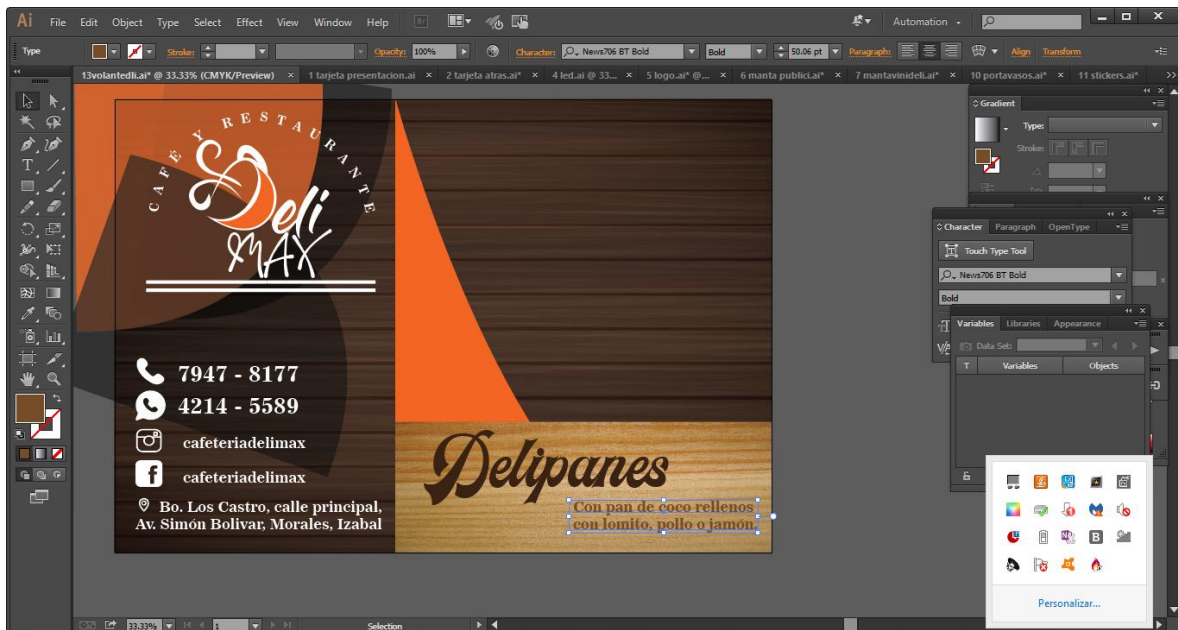 Ai File Edit Object Type Select Effect View Window Help Br Automation
Type Stroke: Opacity: 100% Character: News706 BT Bold Bold 50.06 pt Paragraph: Align Transform
13volantedli.ai* @ 33.33% (CMYK/Preview) × 1 tarjeta presentacion.ai × 2 tarjeta atras.ai* × 4 led.ai @ 33... × 5 logo.ai* @... × 6 manta publici.ai* × 7 mantavinideli.ai* × 10 portavasos.ai* × 11 stickers.ai*
CAFÉ Y RESTAURANTE
Deli
MAX
7947 - 8177
4214 - 5589
cafeteriadelimax
cafeteriadelimax
Bo. Los Castro, calle principal,
Av. Simón Bolivar, Morales, Izabal
Delipanes
Con pan de coco rellenos
con lomito, pollo o jamón.
Gradient
Type:
Stroke:
Character Paragraph OpenType
Touch Type Tool
News706 BT Bold
Bold
Variables Libraries Appearance
Data Set:
T Variables Objects
Personalizar...
33.33% 1 Selection